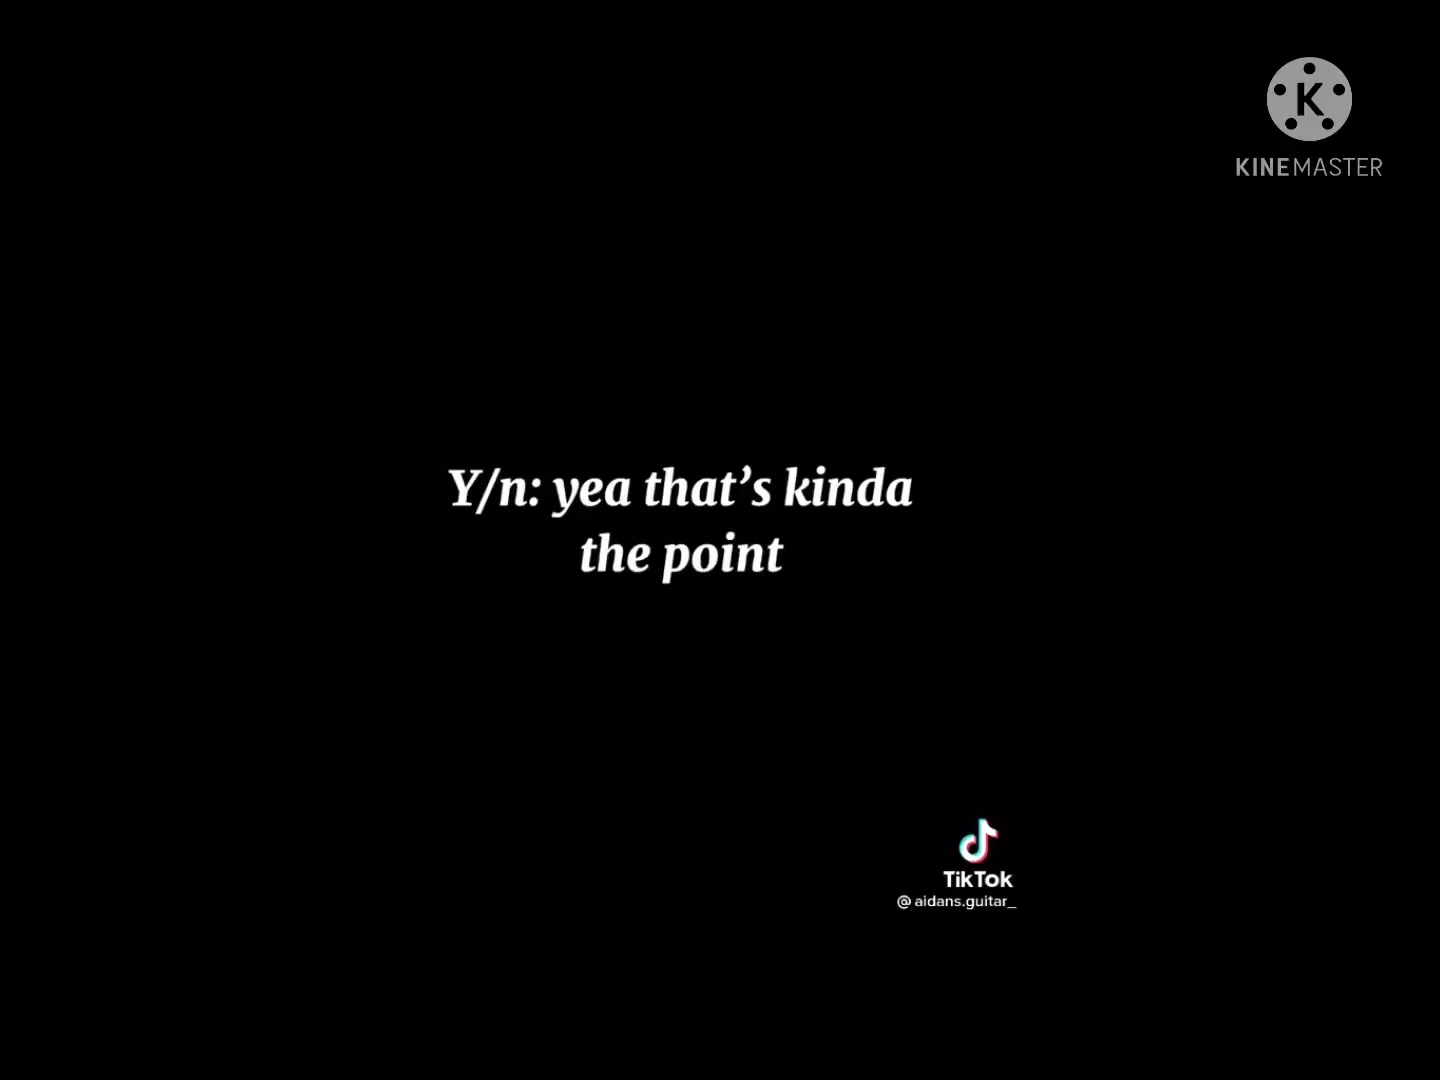 K
KINEMASTER
Y/n: yea that’s kinda
the point
TikTok
@aidans.guitar_